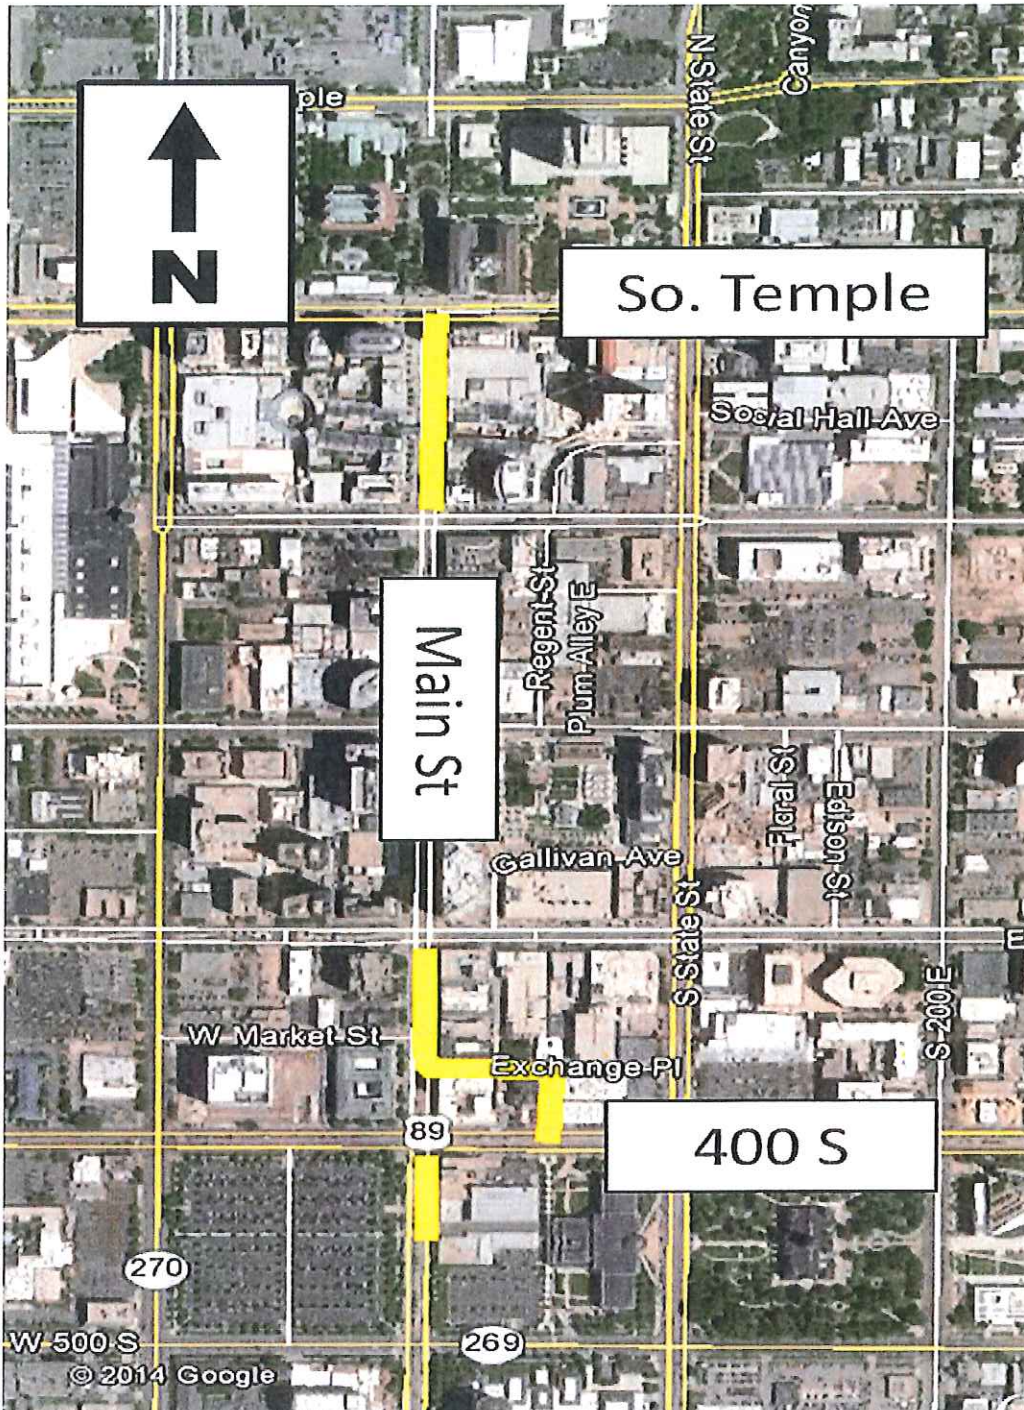 N State St
Canyon
ple
N
So. Temple
Social Hall Ave
Main St
Regent St
Plum Alley E
Floral St
Edison St
Gallivan Ave
S State St
E
S 200 E
W Market St
Exchange Pl
89
400 S
270
W 500 S
269
© 2014 Google